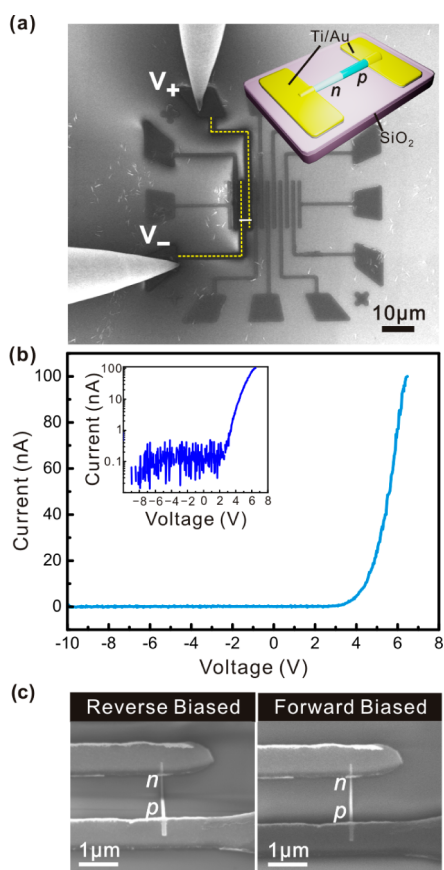 (a)
Ti/Au
V+
n
p
SiO2
V−
10μm
(b)
100
80
60
40
20
0
Current (nA)
-10
-8
-6
-4
-2
0
2
4
6
8
Voltage (V)
100
10
1
0.1
Current (nA)
-8
-6
-4
-2
0
2
4
6
8
Voltage (V)
(c)
Reverse Biased
Forward Biased
n
p
1μm
n
p
1μm